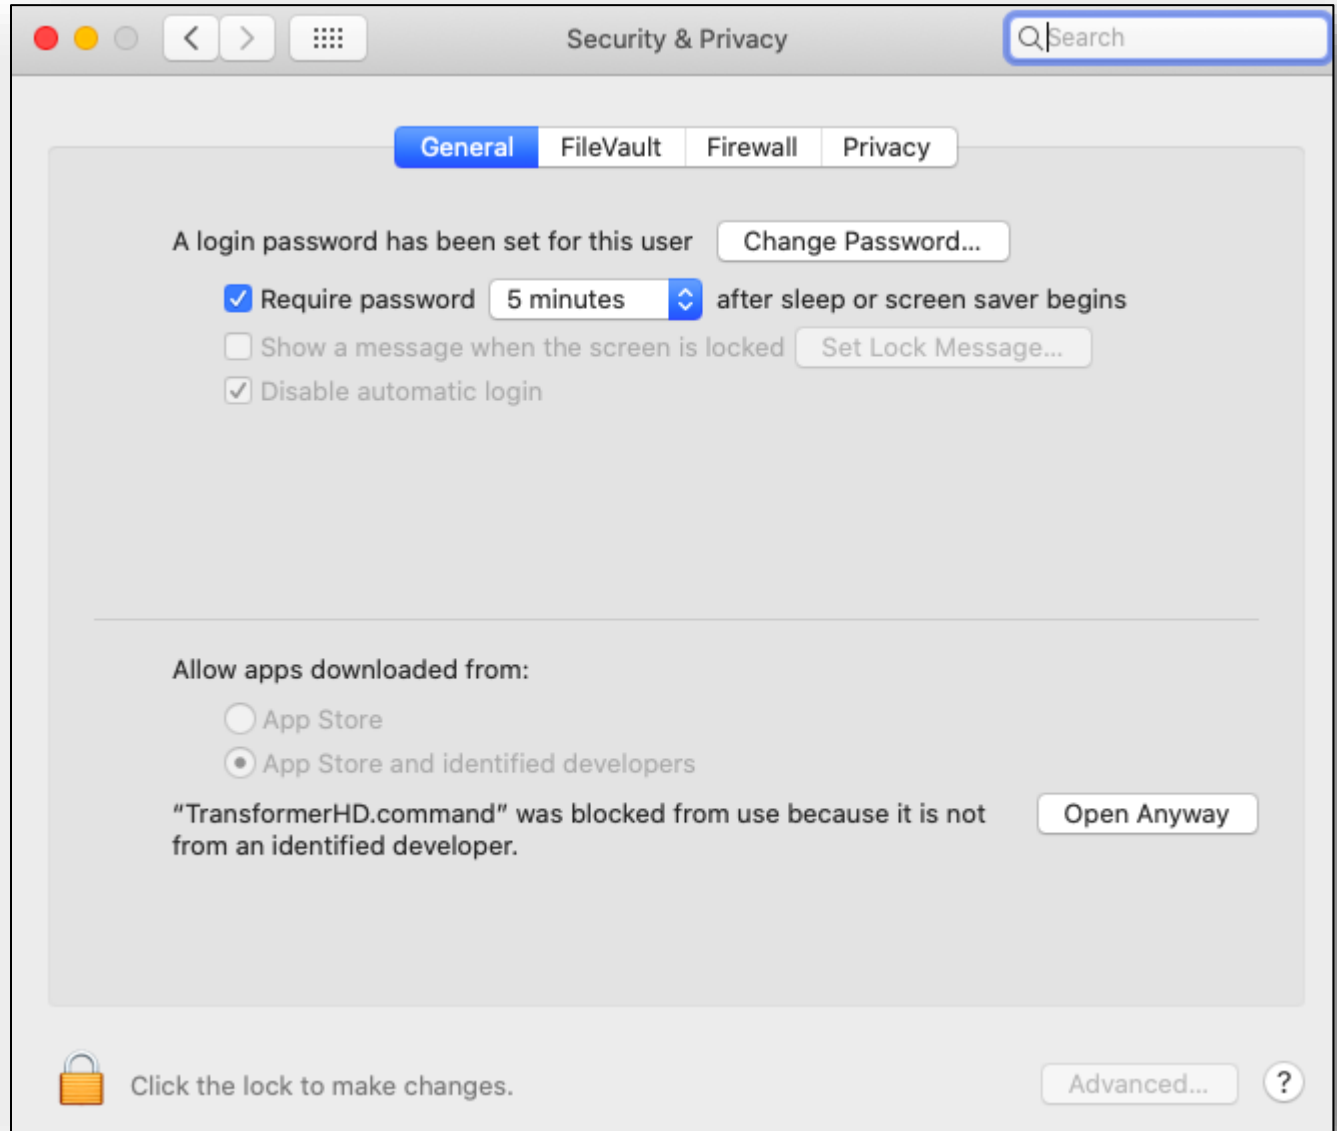 Security & Privacy
Search
General FileVault Firewall Privacy
A login password has been set for this user Change Password...
Require password 5 minutes after sleep or screen saver begins
Show a message when the screen is locked Set Lock Message...
Disable automatic login
Allow apps downloaded from:
App Store
App Store and identified developers
“TransformerHD.command” was blocked from use because it is not Open Anyway
from an identified developer.
Click the lock to make changes. Advanced... ?